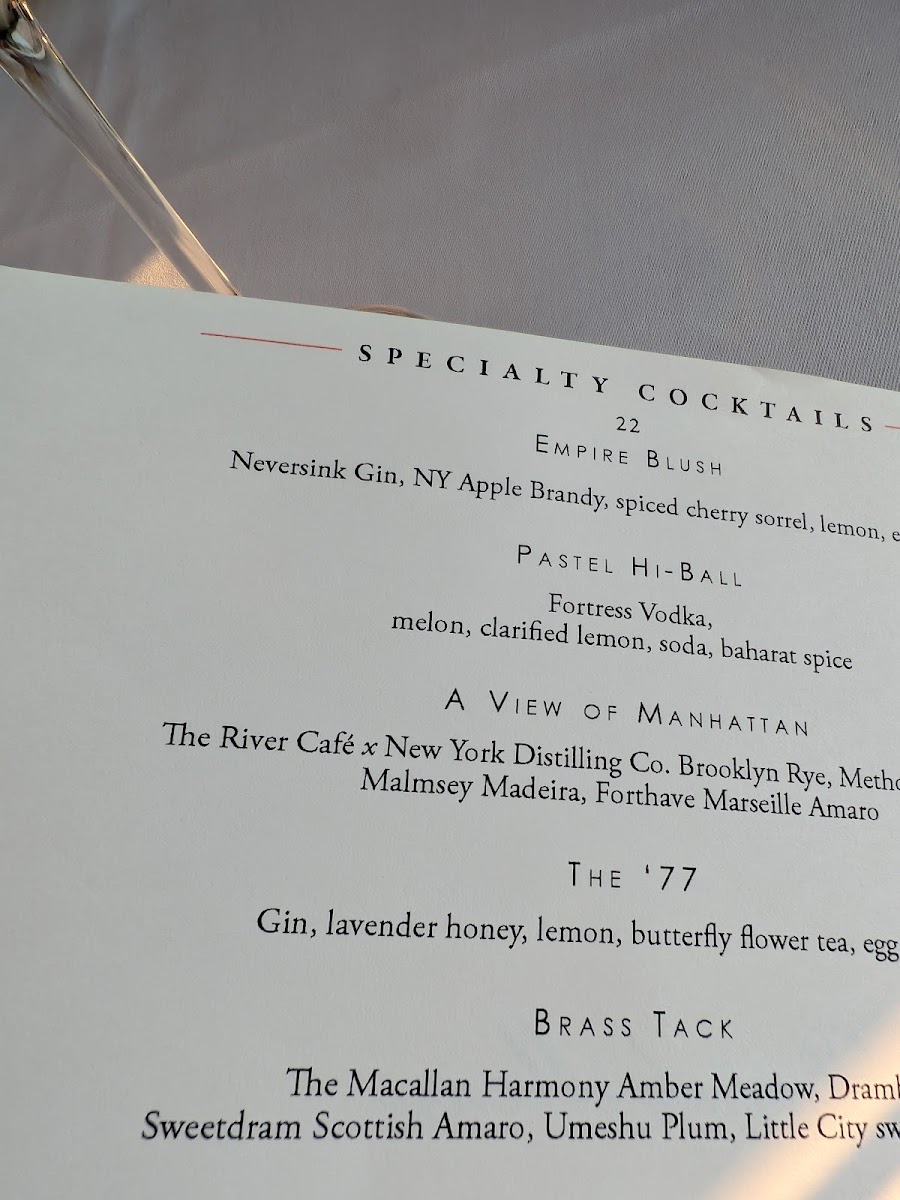 SPECIALTY COCKTAILS
22
EMPIRE BLUSH
Neversink Gin, NY Apple Brandy, spiced cherry sorrel, lemon,
PASTEL HI-BALL
Fortress Vodka,
melon, clarified lemon, soda, baharat spice
A VIEW OF MANHATTAN
The River Café x New York Distilling Co. Brooklyn Rye,
Malmsey Madeira, Forthave Marseille Amaro
THE ‘77
Gin, lavender honey, lemon, butterfly flower tea, egg
BRASS TACK
The Macallan Harmony Amber Meadow,
Sweetdram Scottish Amaro, Umeshu Plum, Little City